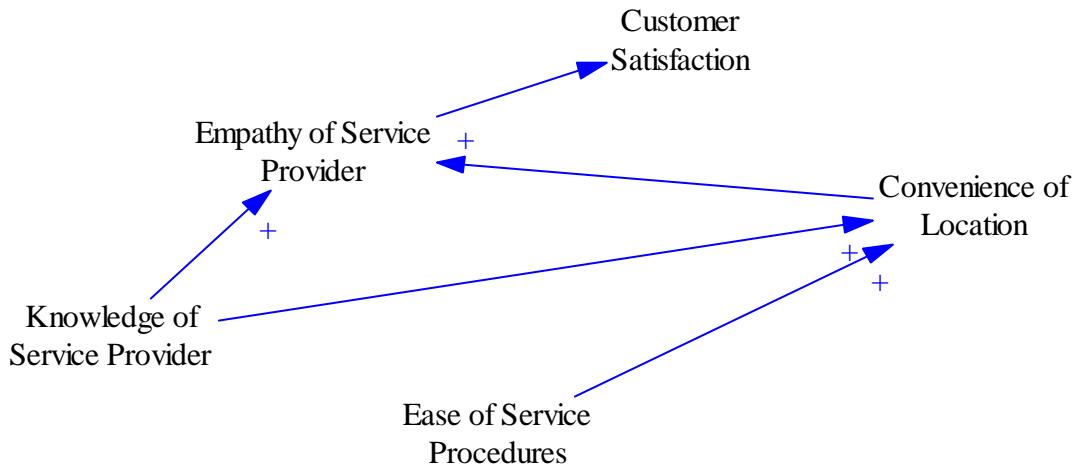 Customer
Satisfaction
Empathy of Service
Provider
+
Convenience of
Location
+
+
+
Knowledge of
Service Provider
Ease of Service
Procedures